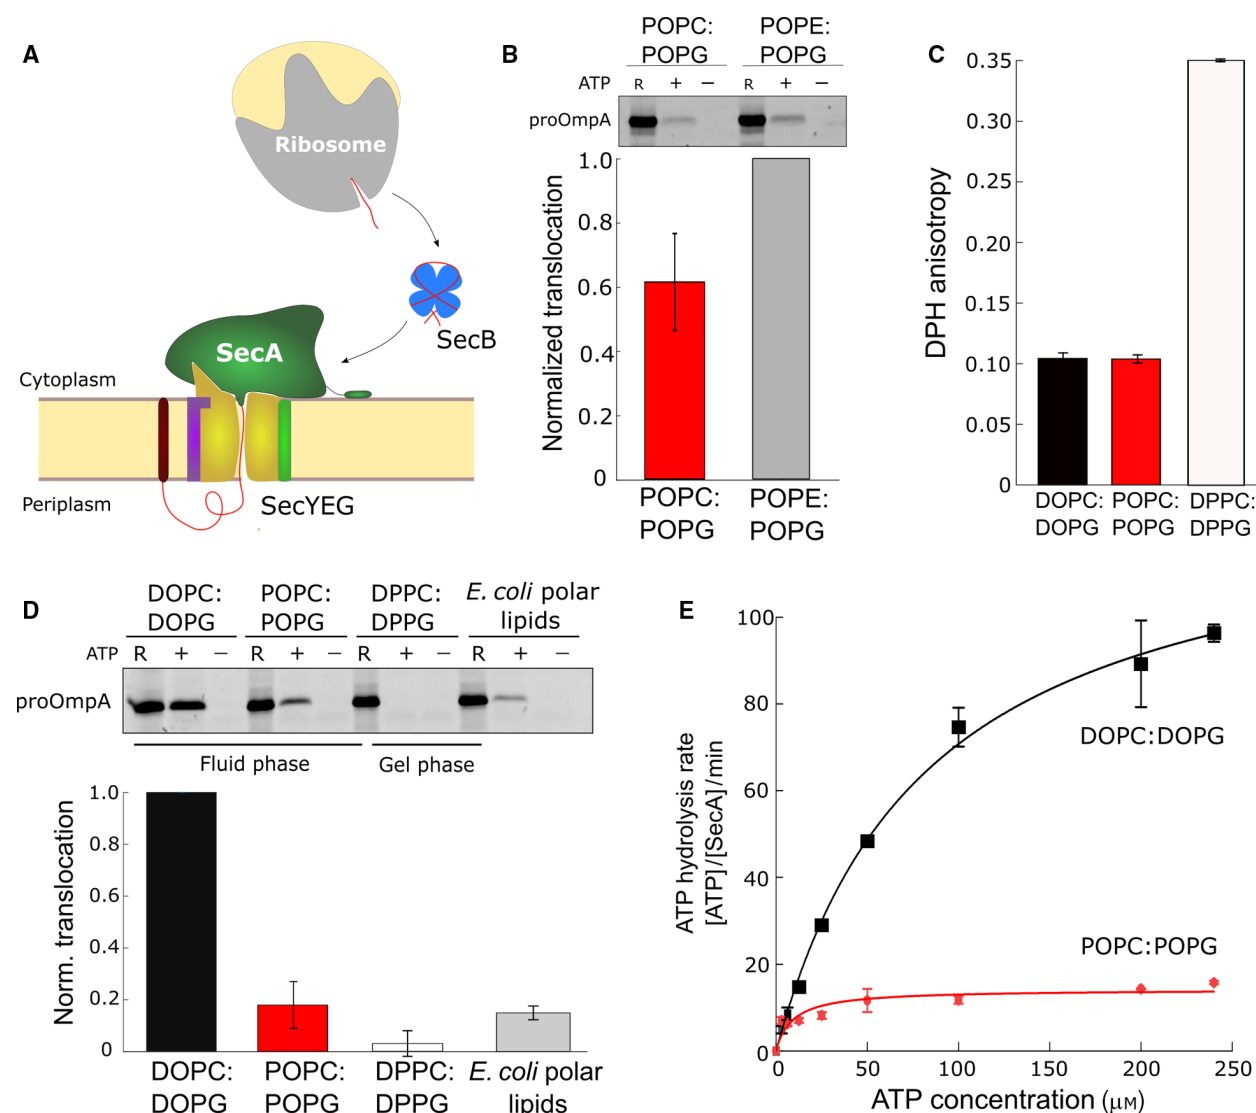 A
Ribosome
SecB
SecA
Cytoplasm
Periplasm
SecYEG
B
POPC: POPE:
POPG POPG
ATP R + − R + −
proOmpA
Normalized translocation
1.0
0.8
0.6
0.4
0.2
0
POPC: POPE:
POPG POPG
C
DPH anisotropy
0.35
0.30
0.25
0.20
0.35
0.10
0.05
0
DOPC: POPC: DPPC:
DOPG POPG DPPG
D
DOPC: POPC: DPPC: E. coli polar
DOPG POPG DPPG lipids
ATP R + − R + − R + − R + −
proOmpA
Fluid phase Gel phase
Norm. translocation
1.0
0.8
0.6
0.4
0.2
0
DOPC: POPC: DPPC: E. coli polar
DOPG POPG DPPG lipids
E
ATP hydrolysis rate
[ATP]/[SecA]/min
100
80
60
40
20
0
DOPC:DOPG
POPC:POPG
0 50 100 150 200 250
ATP concentration (μM)